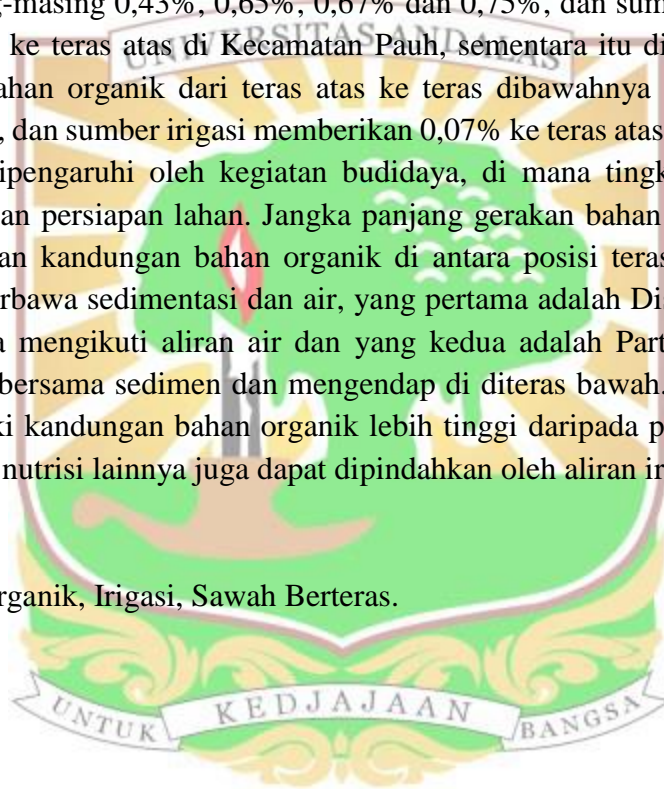 g-masing 0,43%, 0,65%, 0,67% dan 0,75%, dan sum
ke teras atas di Kecamatan Pauh, sementara itu di
UNIVERSITAS ANDALAS
ahan organik dari teras atas ke teras dibawahnya
, dan sumber irigasi memberikan 0,07% ke teras atas
ipengaruhi oleh kegiatan budidaya, di mana tingk
an persiapan lahan. Jangka panjang gerakan bahan
an kandungan bahan organik di antara posisi teras
rbawa sedimentasi dan air, yang pertama adalah Di
a mengikuti aliran air dan yang kedua adalah Part
bersama sedimen dan mengendap di diteras bawah.
ki kandungan bahan organik lebih tinggi daripada p
nutrisi lainnya juga dapat dipindahkan oleh aliran ir
rganik, Irigasi, Sawah Berteras.
UNTUK KEDJAJAAN BANGSA